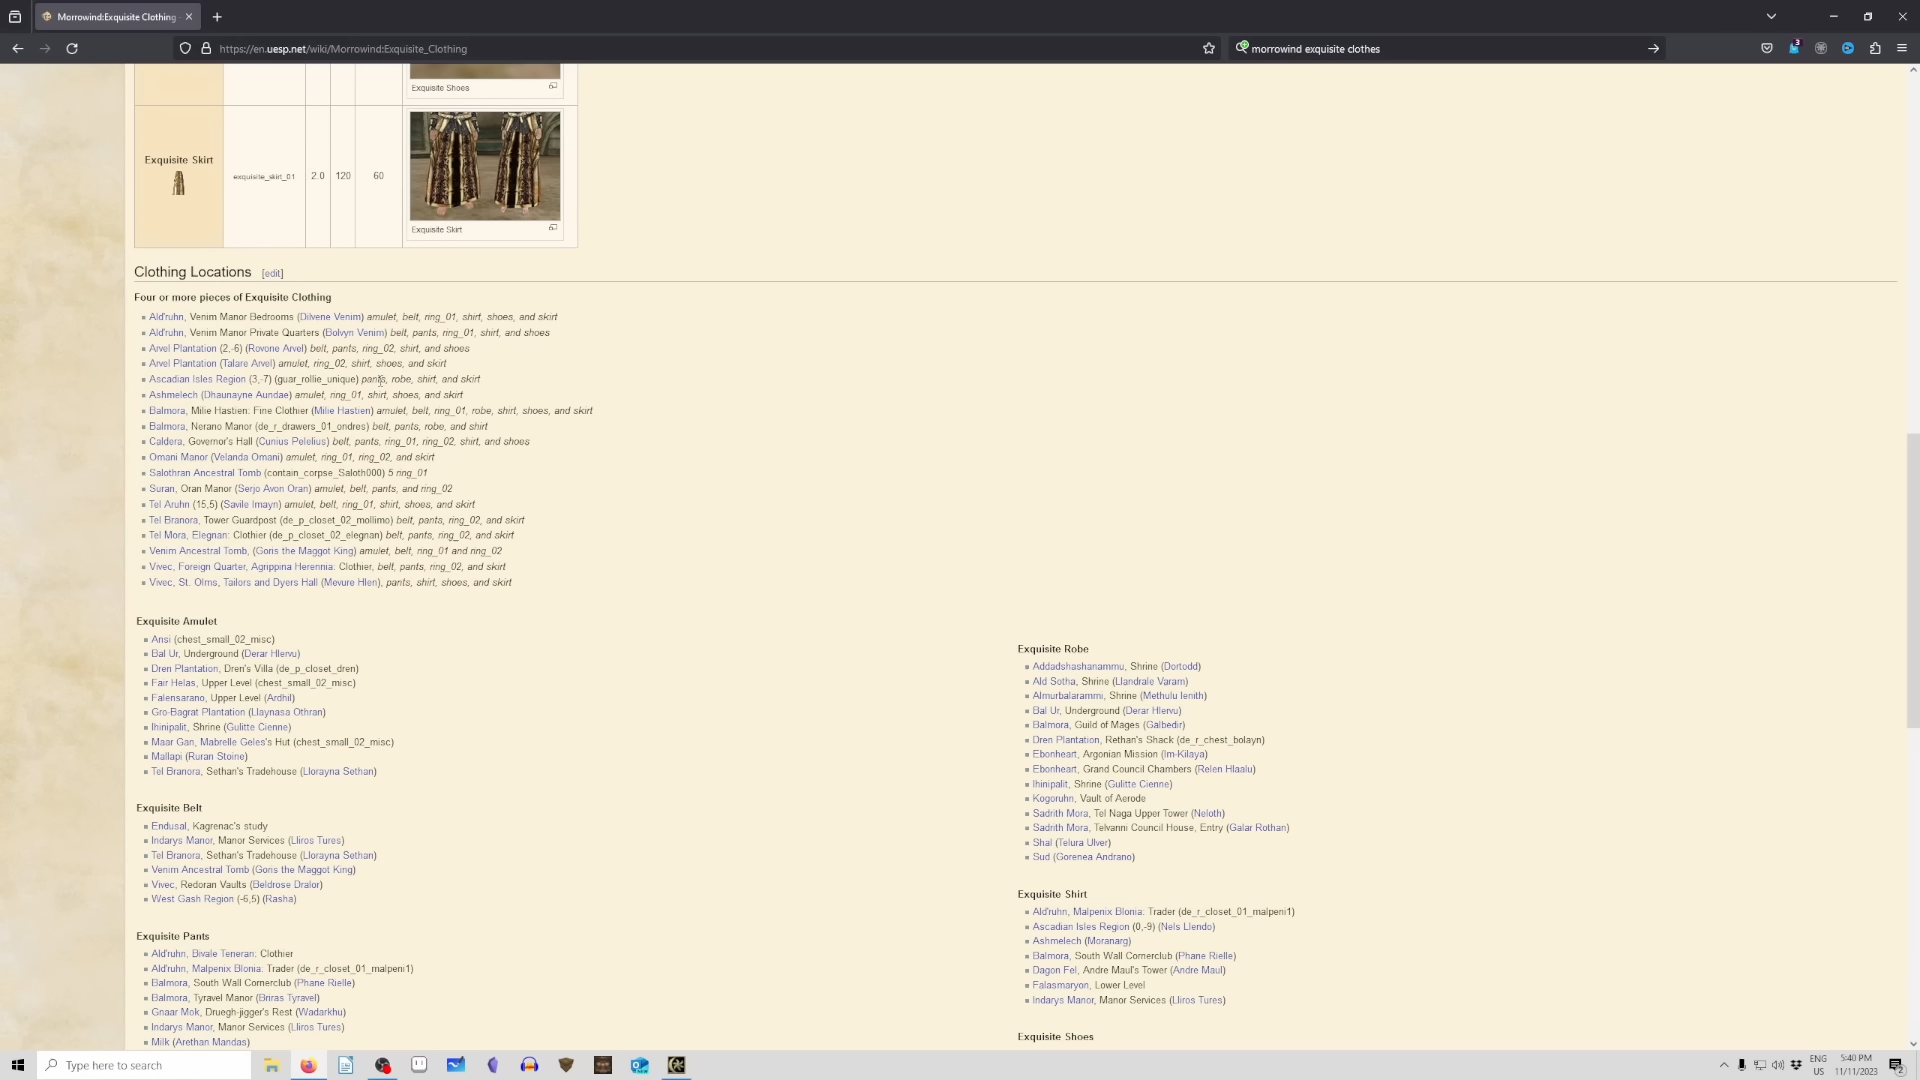 Morrowind:Exquisite Clothing
https://en.uesp.net/wiki/Morrowind:Exquisite_Clothing
morrowind exquisite clothes
3
Exquisite Shoes
Exquisite Skirt
exquisite_skirt_01
2.0
120
60
Exquisite Skirt
Clothing Locations [edit]
Four or more pieces of Exquisite Clothing
Ald'ruhn, Venim Manor Bedrooms (Dilvene Venim) amulet, belt, ring_01, shirt, shoes, and skirt
Ald'ruhn, Venim Manor Private Quarters (Bolvyn Venim) belt, pants, ring_01, shirt, and shoes
Arvel Plantation (2,-6) (Rovone Arvel) belt, pants, ring_02, shirt, and shoes
Arvel Plantation (Talare Arvel) amulet, ring_02, shirt, shoes, and skirt
Ascadian Isles Region (3,-7) (guar_rollie_unique) pants, robe, shirt, and skirt
Ashmelech (Dhaunayne Aundae) amulet, ring_01, shirt, shoes, and skirt
Balmora, Milie Hastien: Fine Clothier (Milie Hastien) amulet, belt, ring_01, robe, shirt, shoes, and skirt
Balmora, Nerano Manor (de_r_drawers_01_ondres) belt, pants, robe, and shirt
Caldera, Governor's Hall (Cunius Pelelius) belt, pants, ring_01, ring_02, shirt, and shoes
Omani Manor (Velanda Omani) amulet, ring_01, ring_02, and skirt
Salothran Ancestral Tomb (contain_corpse_Saloth000) 5 ring_01
Suran, Oran Manor (Serjo Avon Oran) amulet, belt, pants, and ring_02
Tel Aruhn (15,5) (Savile Imayn) amulet, belt, ring_01, shirt, shoes, and skirt
Tel Branora, Tower Guardpost (de_p_closet_02_mollimo) belt, pants, ring_02, and skirt
Tel Mora, Elegnan: Clothier (de_p_closet_02_elegnan) belt, pants, ring_02, and skirt
Venim Ancestral Tomb, (Goris the Maggot King) amulet, belt, ring_01 and ring_02
Vivec, Foreign Quarter, Agrippina Herennia: Clothier, belt, pants, ring_02, and skirt
Vivec, St. Olms, Tailors and Dyers Hall (Mevure Hlen), pants, shirt, shoes, and skirt
Exquisite Amulet
Ansi (chest_small_02_misc)
Bal Ur, Underground (Derar Hlervu)
Dren Plantation, Dren's Villa (de_p_closet_dren)
Fair Helas, Upper Level (chest_small_02_misc)
Falensarano, Upper Level (Ardhil)
Gro-Bagrat Plantation (Llaynasa Othran)
Ihinipalit, Shrine (Gulitte Cienne)
Maar Gan, Mabrelle Geles's Hut (chest_small_02_misc)
Mallapi (Ruran Stoine)
Tel Branora, Sethan's Tradehouse (Llorayna Sethan)
Exquisite Belt
Endusal, Kagrenac's study
Indarys Manor, Manor Services (Lliros Tures)
Tel Branora, Sethan's Tradehouse (Llorayna Sethan)
Venim Ancestral Tomb (Goris the Maggot King)
Vivec, Redoran Vaults (Beldrose Dralor)
West Gash Region (-6,5) (Rasha)
Exquisite Pants
Ald'ruhn, Bivale Teneran: Clothier
Ald'ruhn, Malpenix Blonia: Trader (de_r_closet_01_malpeni1)
Balmora, South Wall Cornerclub (Phane Rielle)
Balmora, Tyravel Manor (Briras Tyravel)
Gnaar Mok, Druegh-jigger's Rest (Wadarkhu)
Indarys Manor, Manor Services (Lliros Tures)
Milk (Arethan Mandas)
Exquisite Robe
Addadshashanammu, Shrine (Dortodd)
Ald Sotha, Shrine (Llandrale Varam)
Almurbalarammi, Shrine (Methulu Ienith)
Bal Ur, Underground (Derar Hlervu)
Balmora, Guild of Mages (Galbedir)
Dren Plantation, Rethan's Shack (de_r_chest_bolayn)
Ebonheart, Argonian Mission (Im-Kilaya)
Ebonheart, Grand Council Chambers (Relen Hlaalu)
Ihinipalit, Shrine (Gulitte Cienne)
Kogoruhn, Vault of Aerode
Sadrith Mora, Tel Naga Upper Tower (Neloth)
Sadrith Mora, Telvanni Council House, Entry (Galar Rothan)
Shal (Telura Ulver)
Sud (Gorenea Andrano)
Exquisite Shirt
Ald'ruhn, Malpenix Blonia: Trader (de_r_closet_01_malpeni1)
Ascadian Isles Region (0,-9) (Nels Llendo)
Ashmelech (Moranarg)
Balmora, South Wall Cornerclub (Phane Rielle)
Dagon Fel, Andre Maul's Tower (Andre Maul)
Falasmaryon, Lower Level
Indarys Manor, Manor Services (Lliros Tures)
Exquisite Shoes
Type here to search
ENG
US
5:40 PM
11/11/2023
2